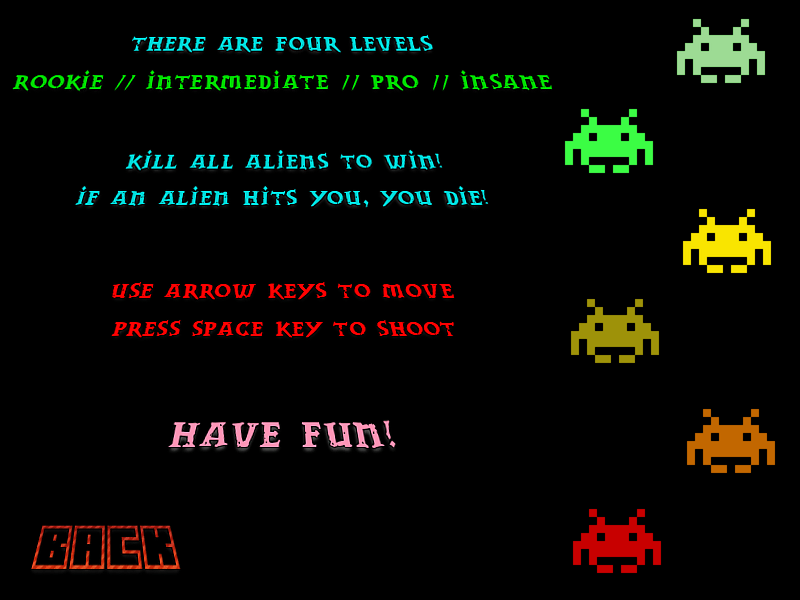 THERE ARE FOUR LEVELS
ROOKIE // INTERMEDIATE // PRO // INSANE
KILL ALL ALIENS TO WIN!
IF AN ALIEN HITS YOU, YOU DIE!
USE ARROW KEYS TO MOVE
PRESS SPACE KEY TO SHOOT
HAVE FUN!
BACK